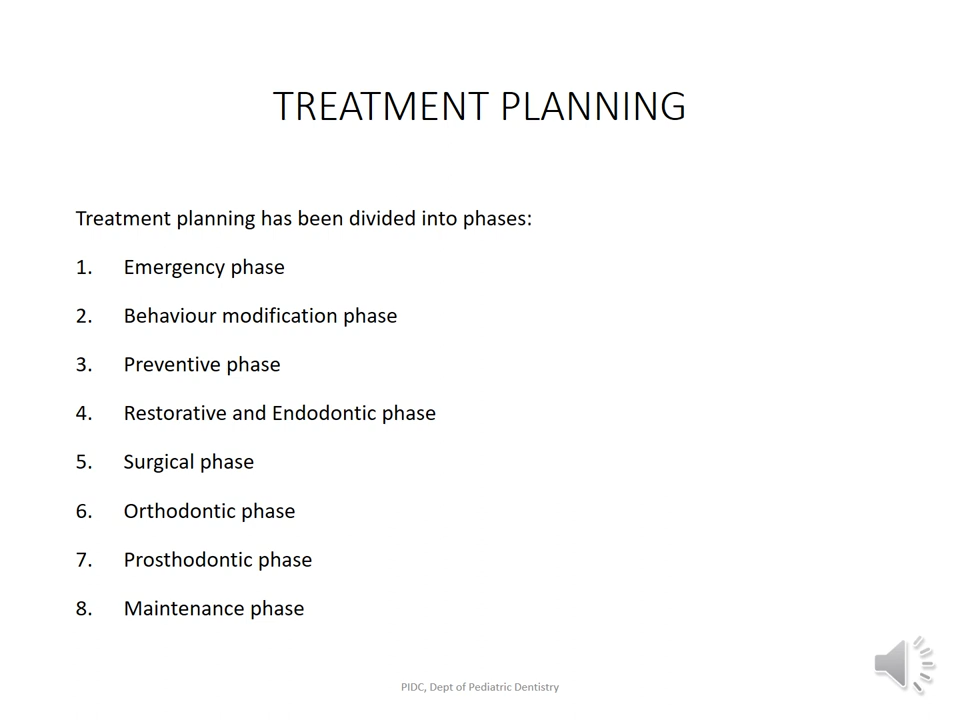 TREATMENT PLANNING
Treatment planning has been divided into phases:
1. Emergency phase
2. Behaviour modification phase
3. Preventive phase
4. Restorative and Endodontic phase
5. Surgical phase
6. Orthodontic phase
7. Prosthodontic phase
8. Maintenance phase
PIDC, Dept of Pediatric Dentistry